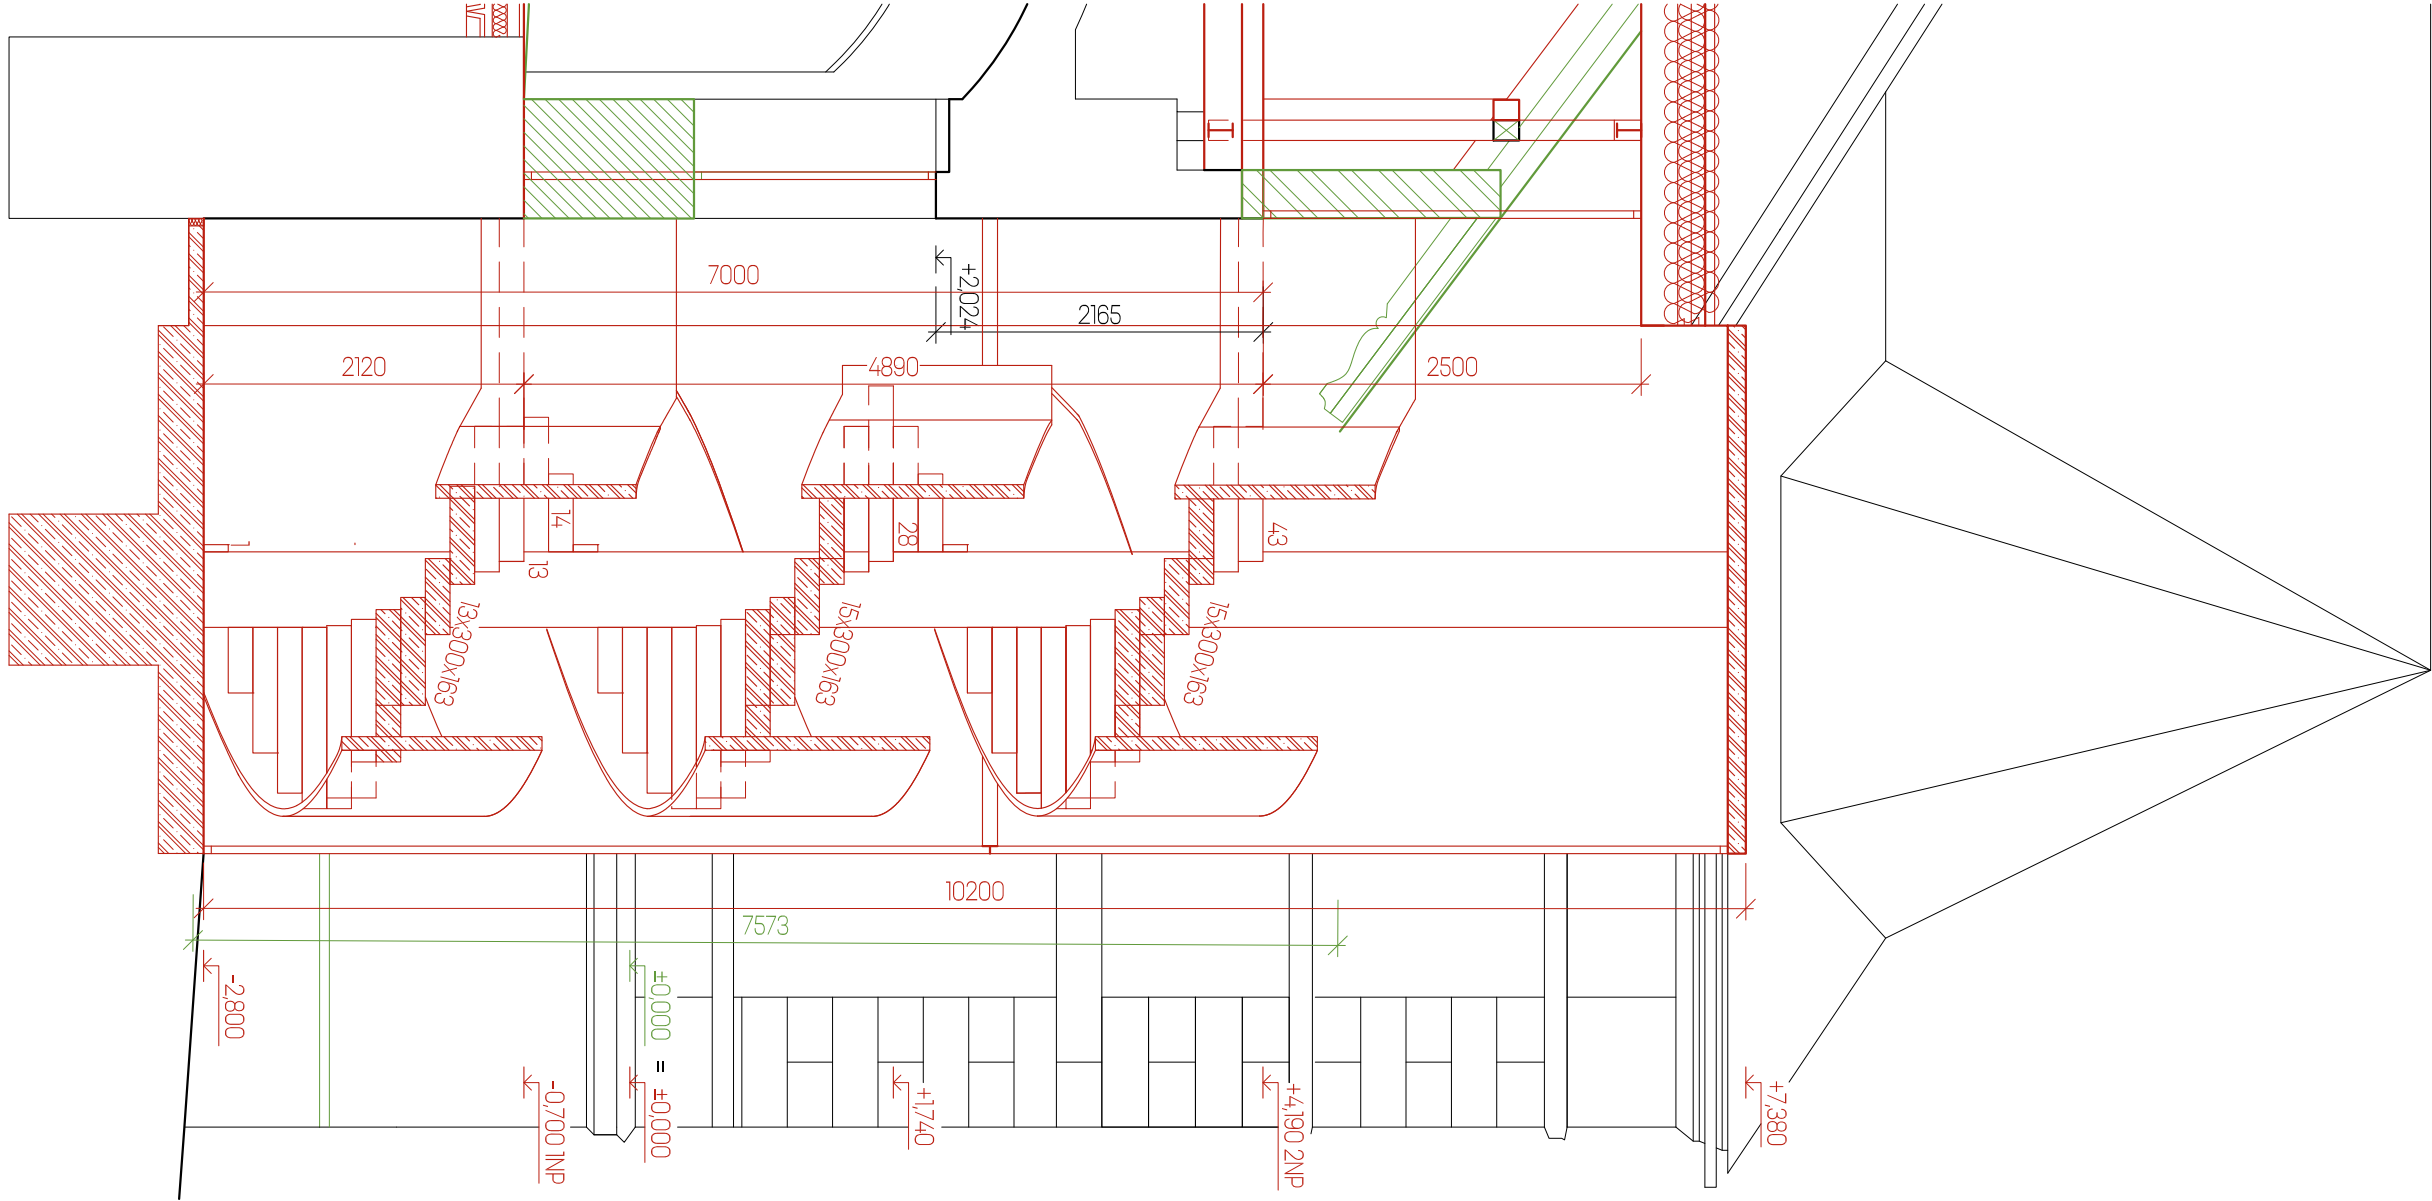 7000
+2,024
2165
2120
4890
2500
14
28
43
13
13x300x163
15x300x163
15x300x163
10200
7573
-2,800
±0,000 = ±0,000
-0,700 1NP
+1,740
+4,190 2NP
+7,380